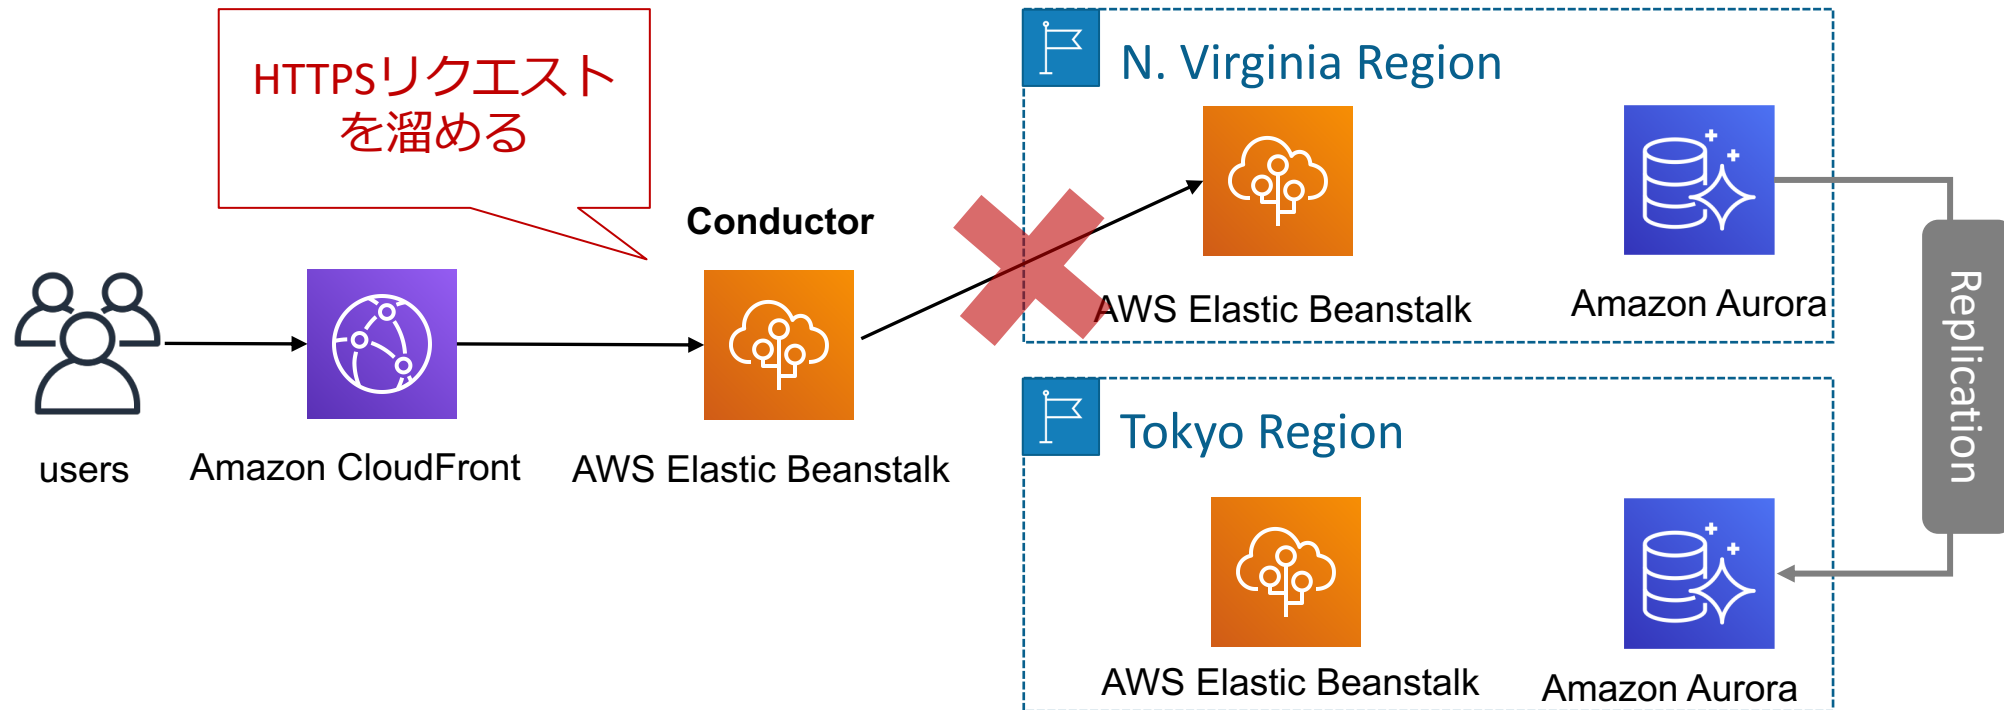 HTTPSリクエスト
を溜める
Conductor
users
Amazon CloudFront
AWS Elastic Beanstalk
N. Virginia Region
AWS Elastic Beanstalk
Amazon Aurora
Tokyo Region
AWS Elastic Beanstalk
Amazon Aurora
Replication